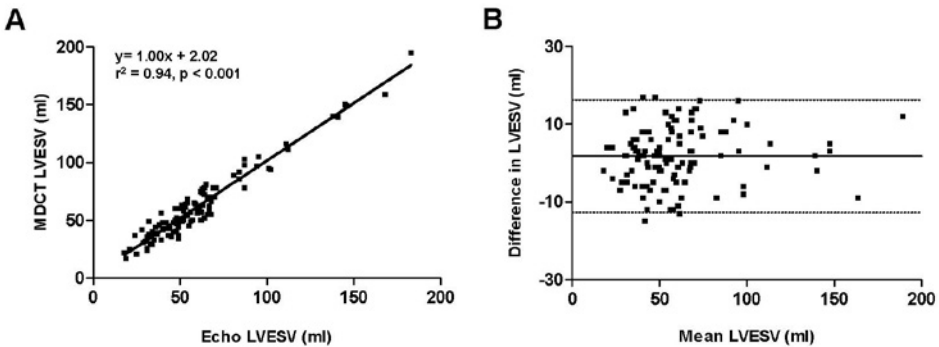 A
y= 1.00x + 2.02
r² = 0.94, p < 0.001
MDCT LVESV (ml)
200
150
100
50
0
0 50 100 150 200
Echo LVESV (ml)
B
Difference in LVESV (ml)
30
10
-10
-30
0 50 100 150 200
Mean LVESV (ml)